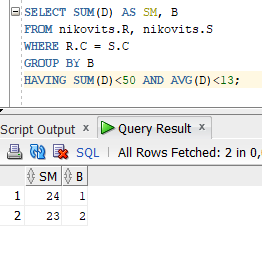 SELECT SUM(D) AS SM, B
FROM nikovits.R, nikovits.S
WHERE R.C = S.C
GROUP BY B
HAVING SUM(D)<50 AND AVG(D)<13;
Script Output x Query Result x
SQL | All Rows Fetched: 2 in 0,
SM B
1 24 1
2 23 2